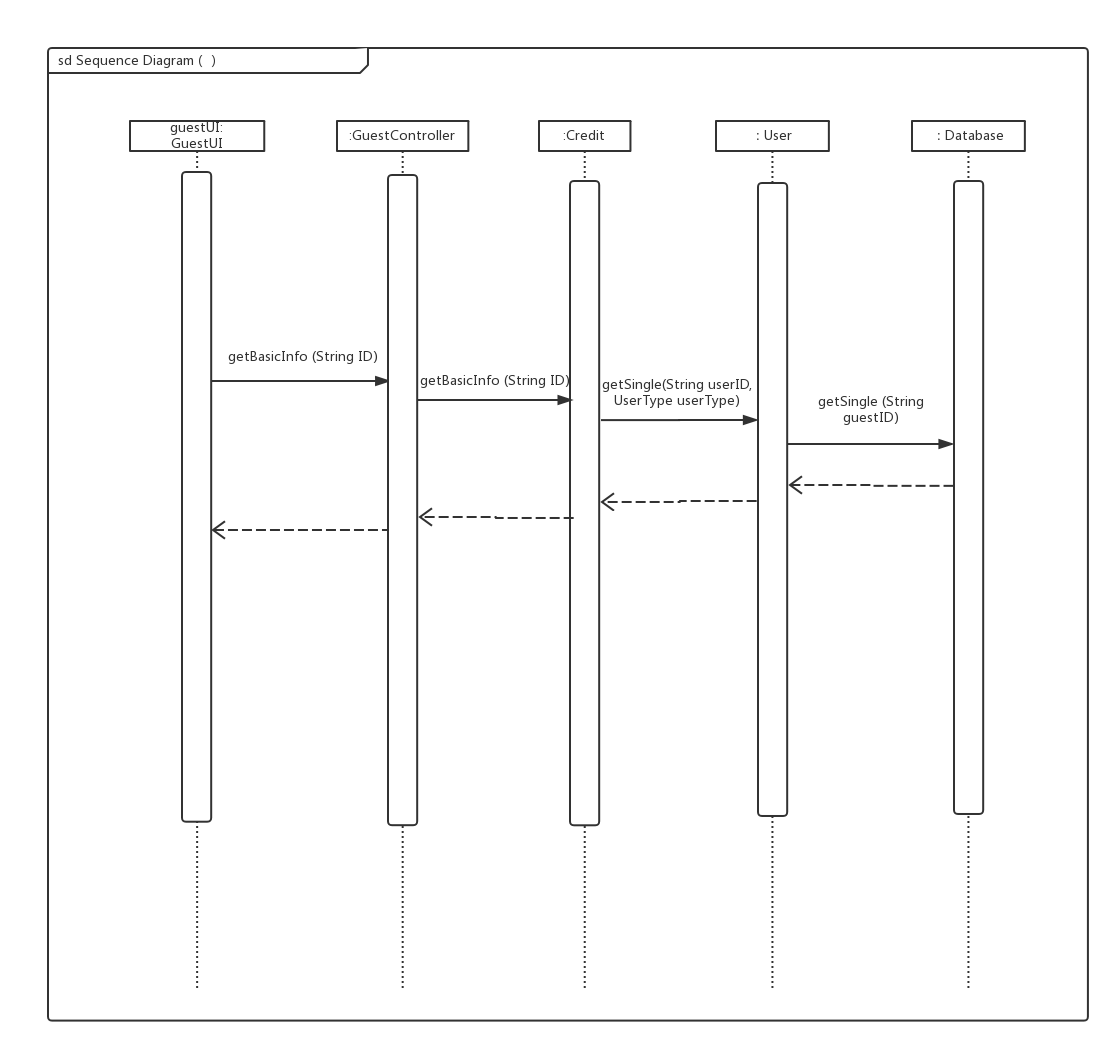 sd Sequence Diagram (  )
guestUI:
GuestUI
:GuestController
:Credit
: User
: Database
getBasicInfo (String ID)
getBasicInfo (String ID)
getSingle(String userID,
UserType userType)
getSingle (String
guestID)